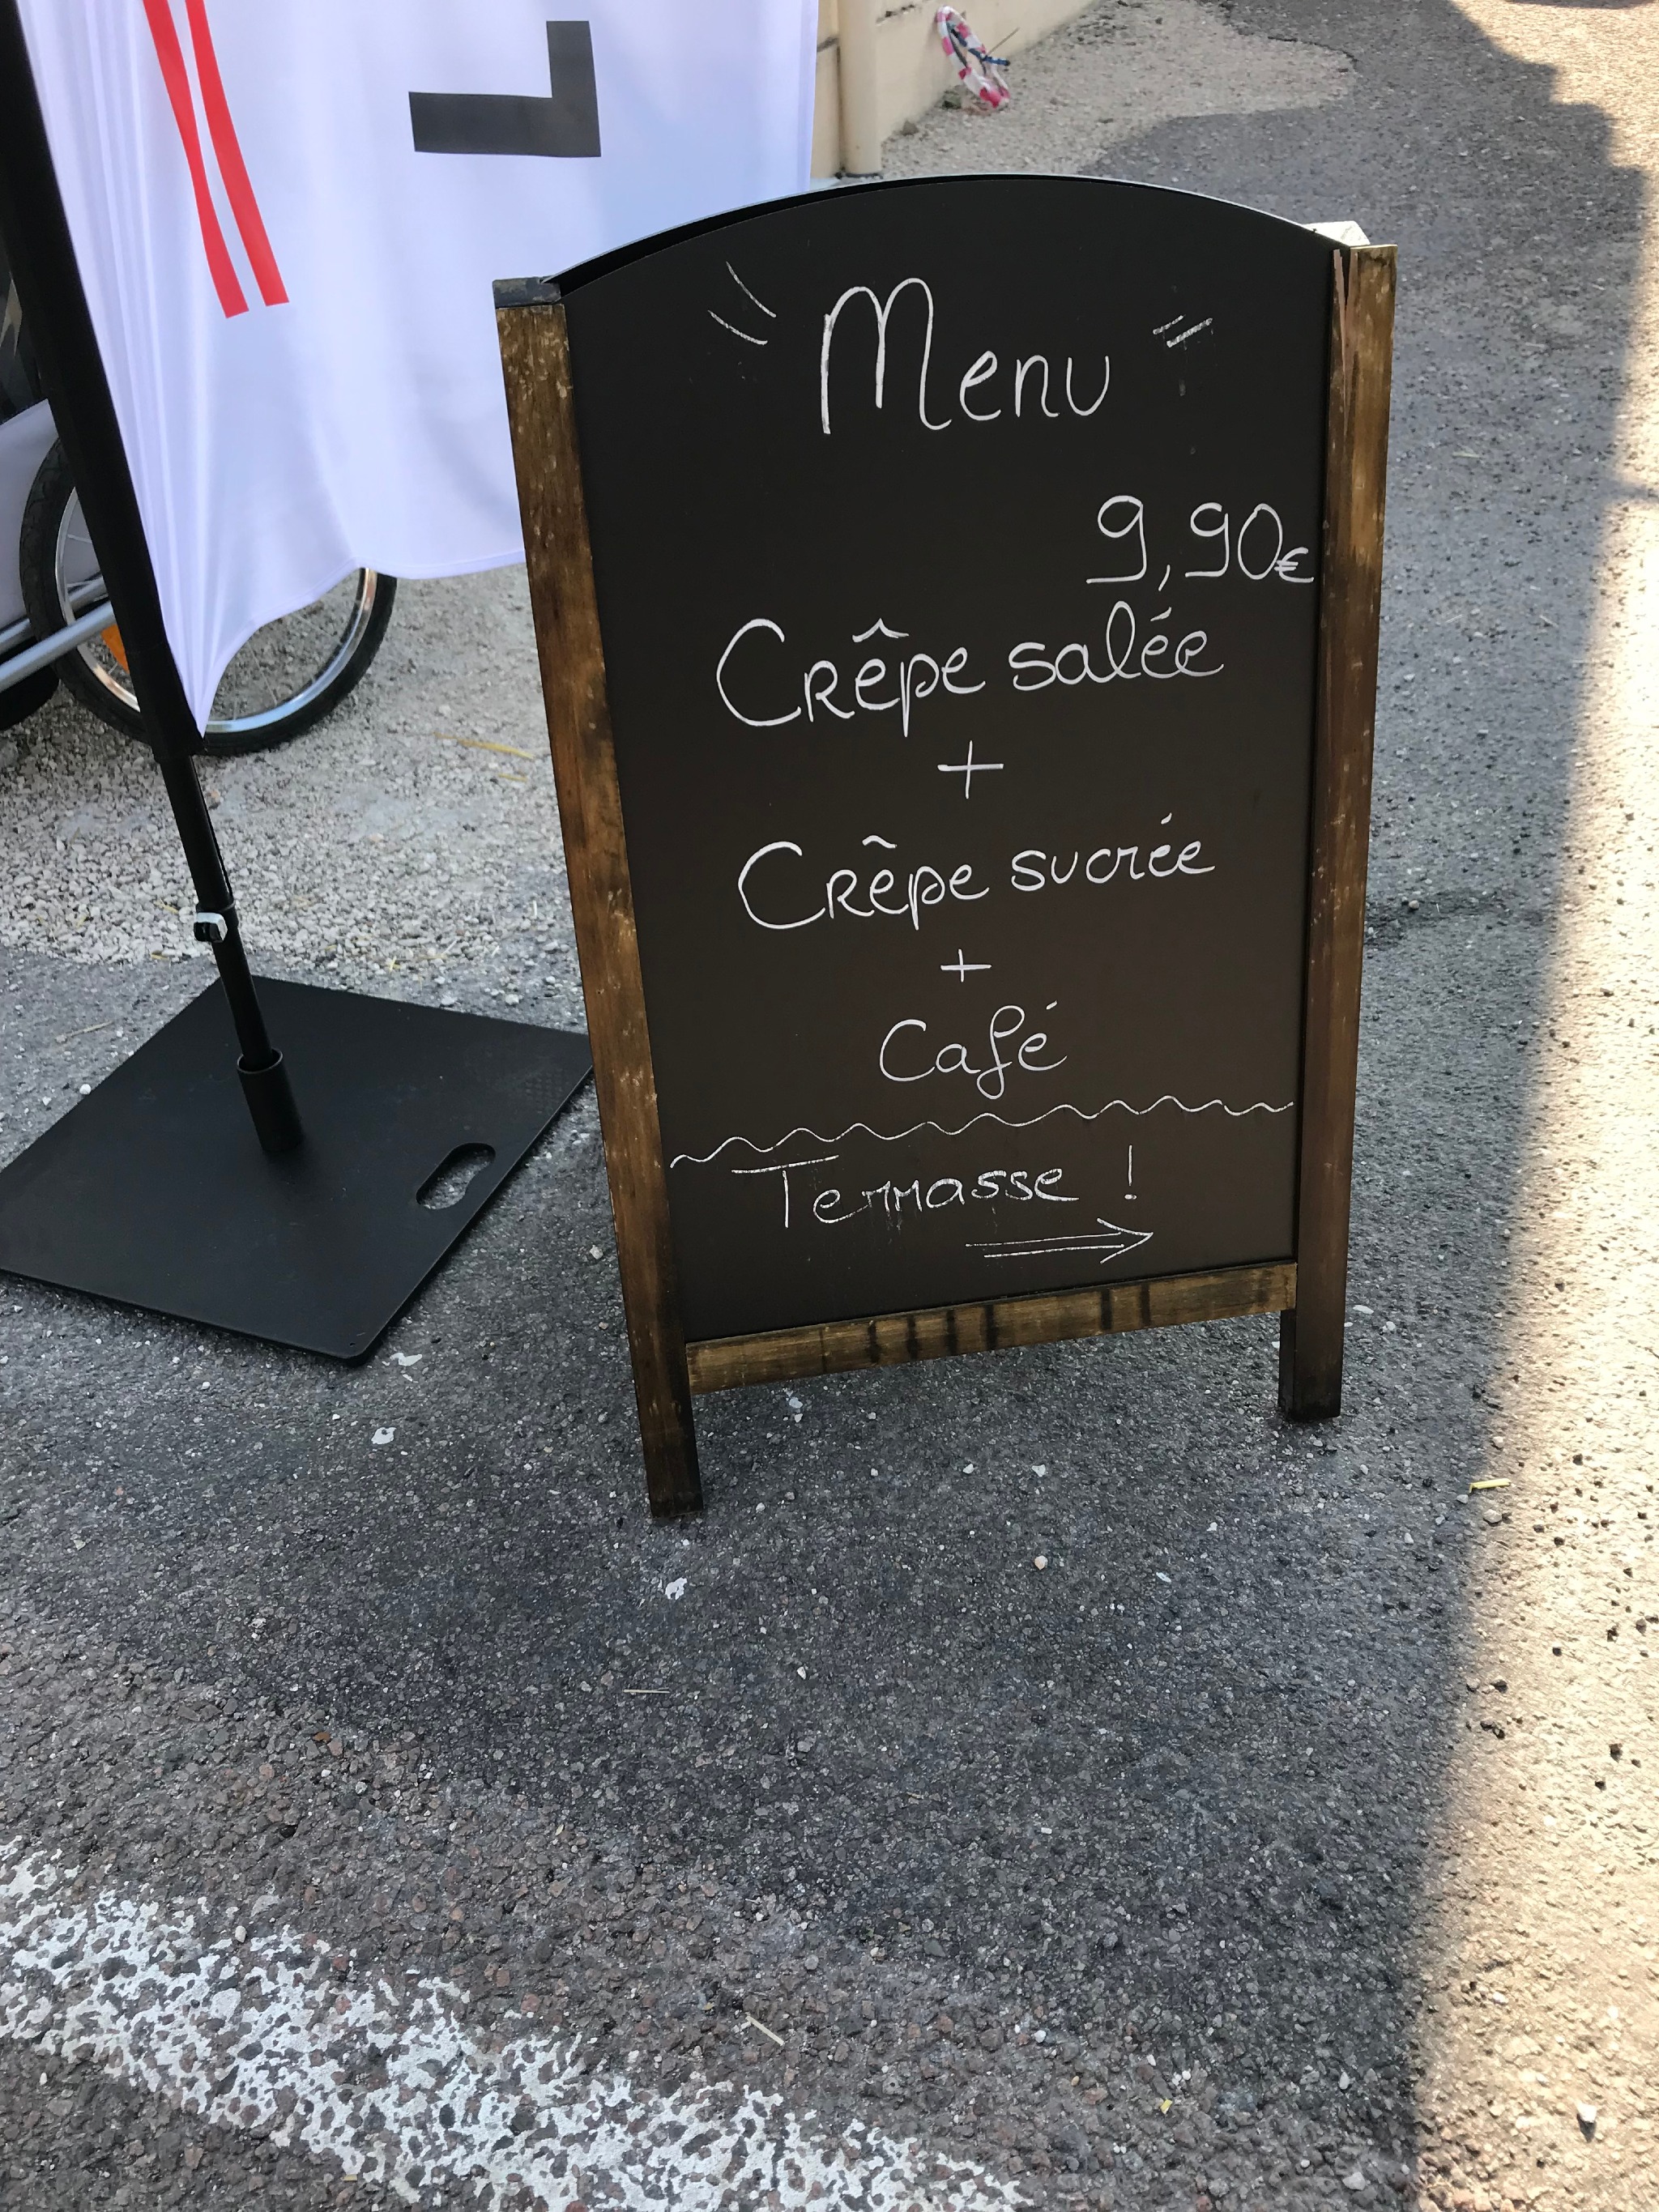 Menu
9,90€
Crêpe salée
+
Crêpe sucrée
+
Café
Terrasse !